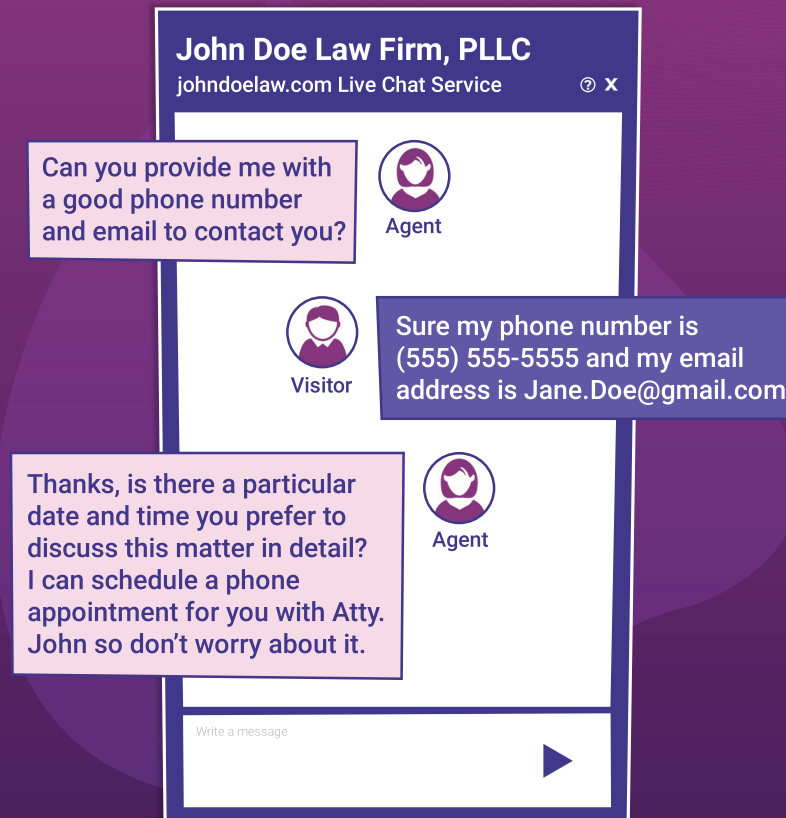 John Doe Law Firm, PLLC
johndoelaw.com Live Chat Service
? X
Can you provide me with
a good phone number
and email to contact you?
Agent
Sure my phone number is
(555) 555-5555 and my email
address is Jane.Doe@gmail.com
Visitor
Thanks, is there a particular
date and time you prefer to
discuss this matter in detail?
I can schedule a phone
appointment for you with Atty.
John so don’t worry about it.
Agent
Write a message